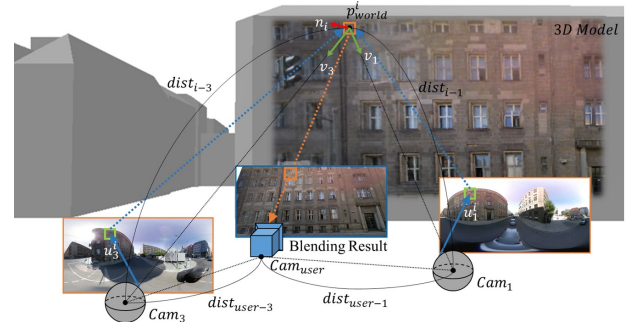 p^i_world
n_i
3D Model
v_3
v_1
dist_{i-3}
dist_{i-1}
u^i_3
u^i_1
Blending Result
Cam_user
Cam_1
dist_{user-3}
dist_{user-1}
Cam_3